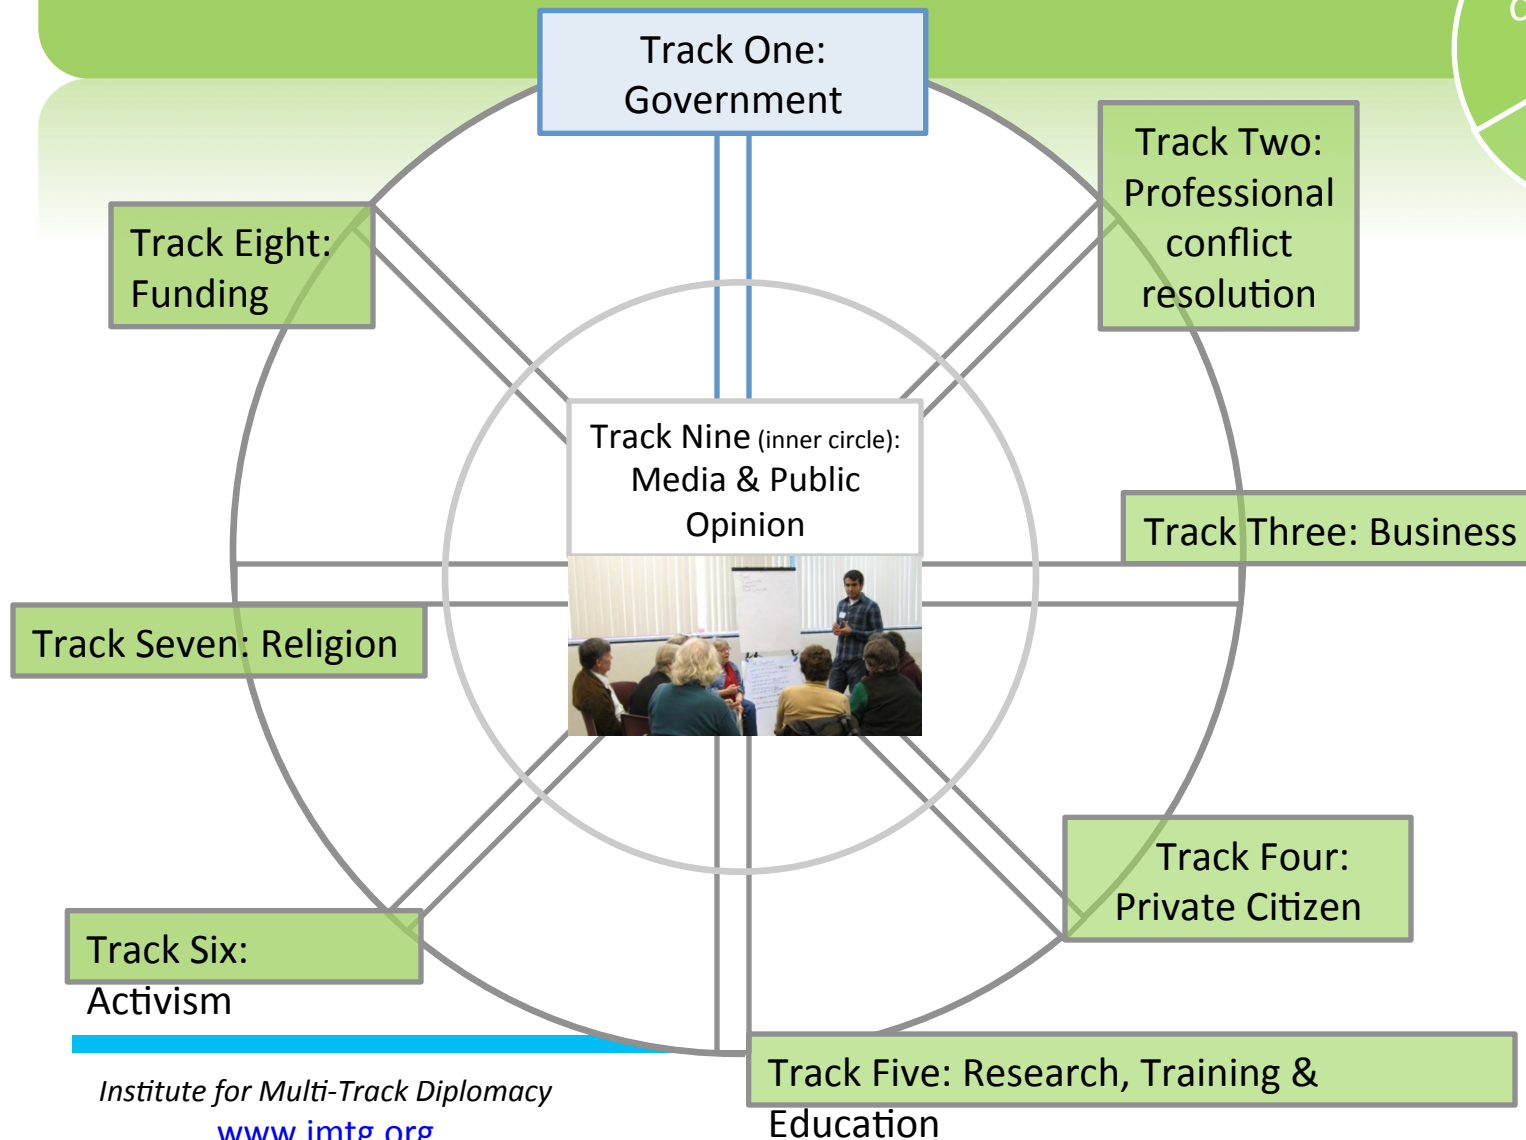 Track One:
Government
Track Two:
Professional
conflict
resolution
Track Eight:
Funding
Track Nine (inner circle):
Media & Public
Opinion
Track Three: Business
Track Seven: Religion
Track Four:
Private Citizen
Track Six:
Activism
Track Five: Research, Training &
Education
Institute for Multi-Track Diplomacy
www.imtg.org